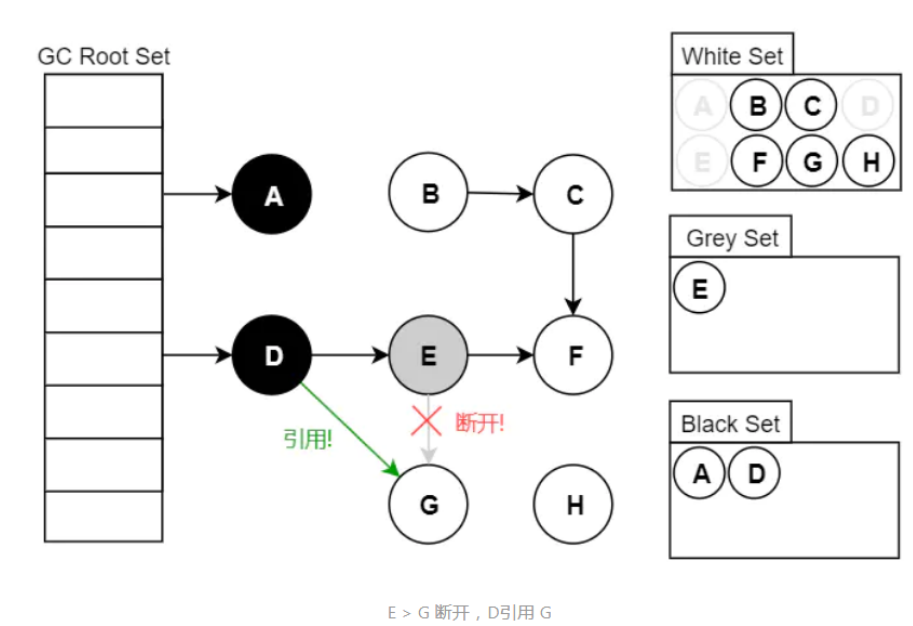 GC Root Set
A
B
C
D
E
F
引用!
断开!
G
H
White Set
A B C D
E F G H
Grey Set
E
Black Set
A D
E > G 断开，D引用 G